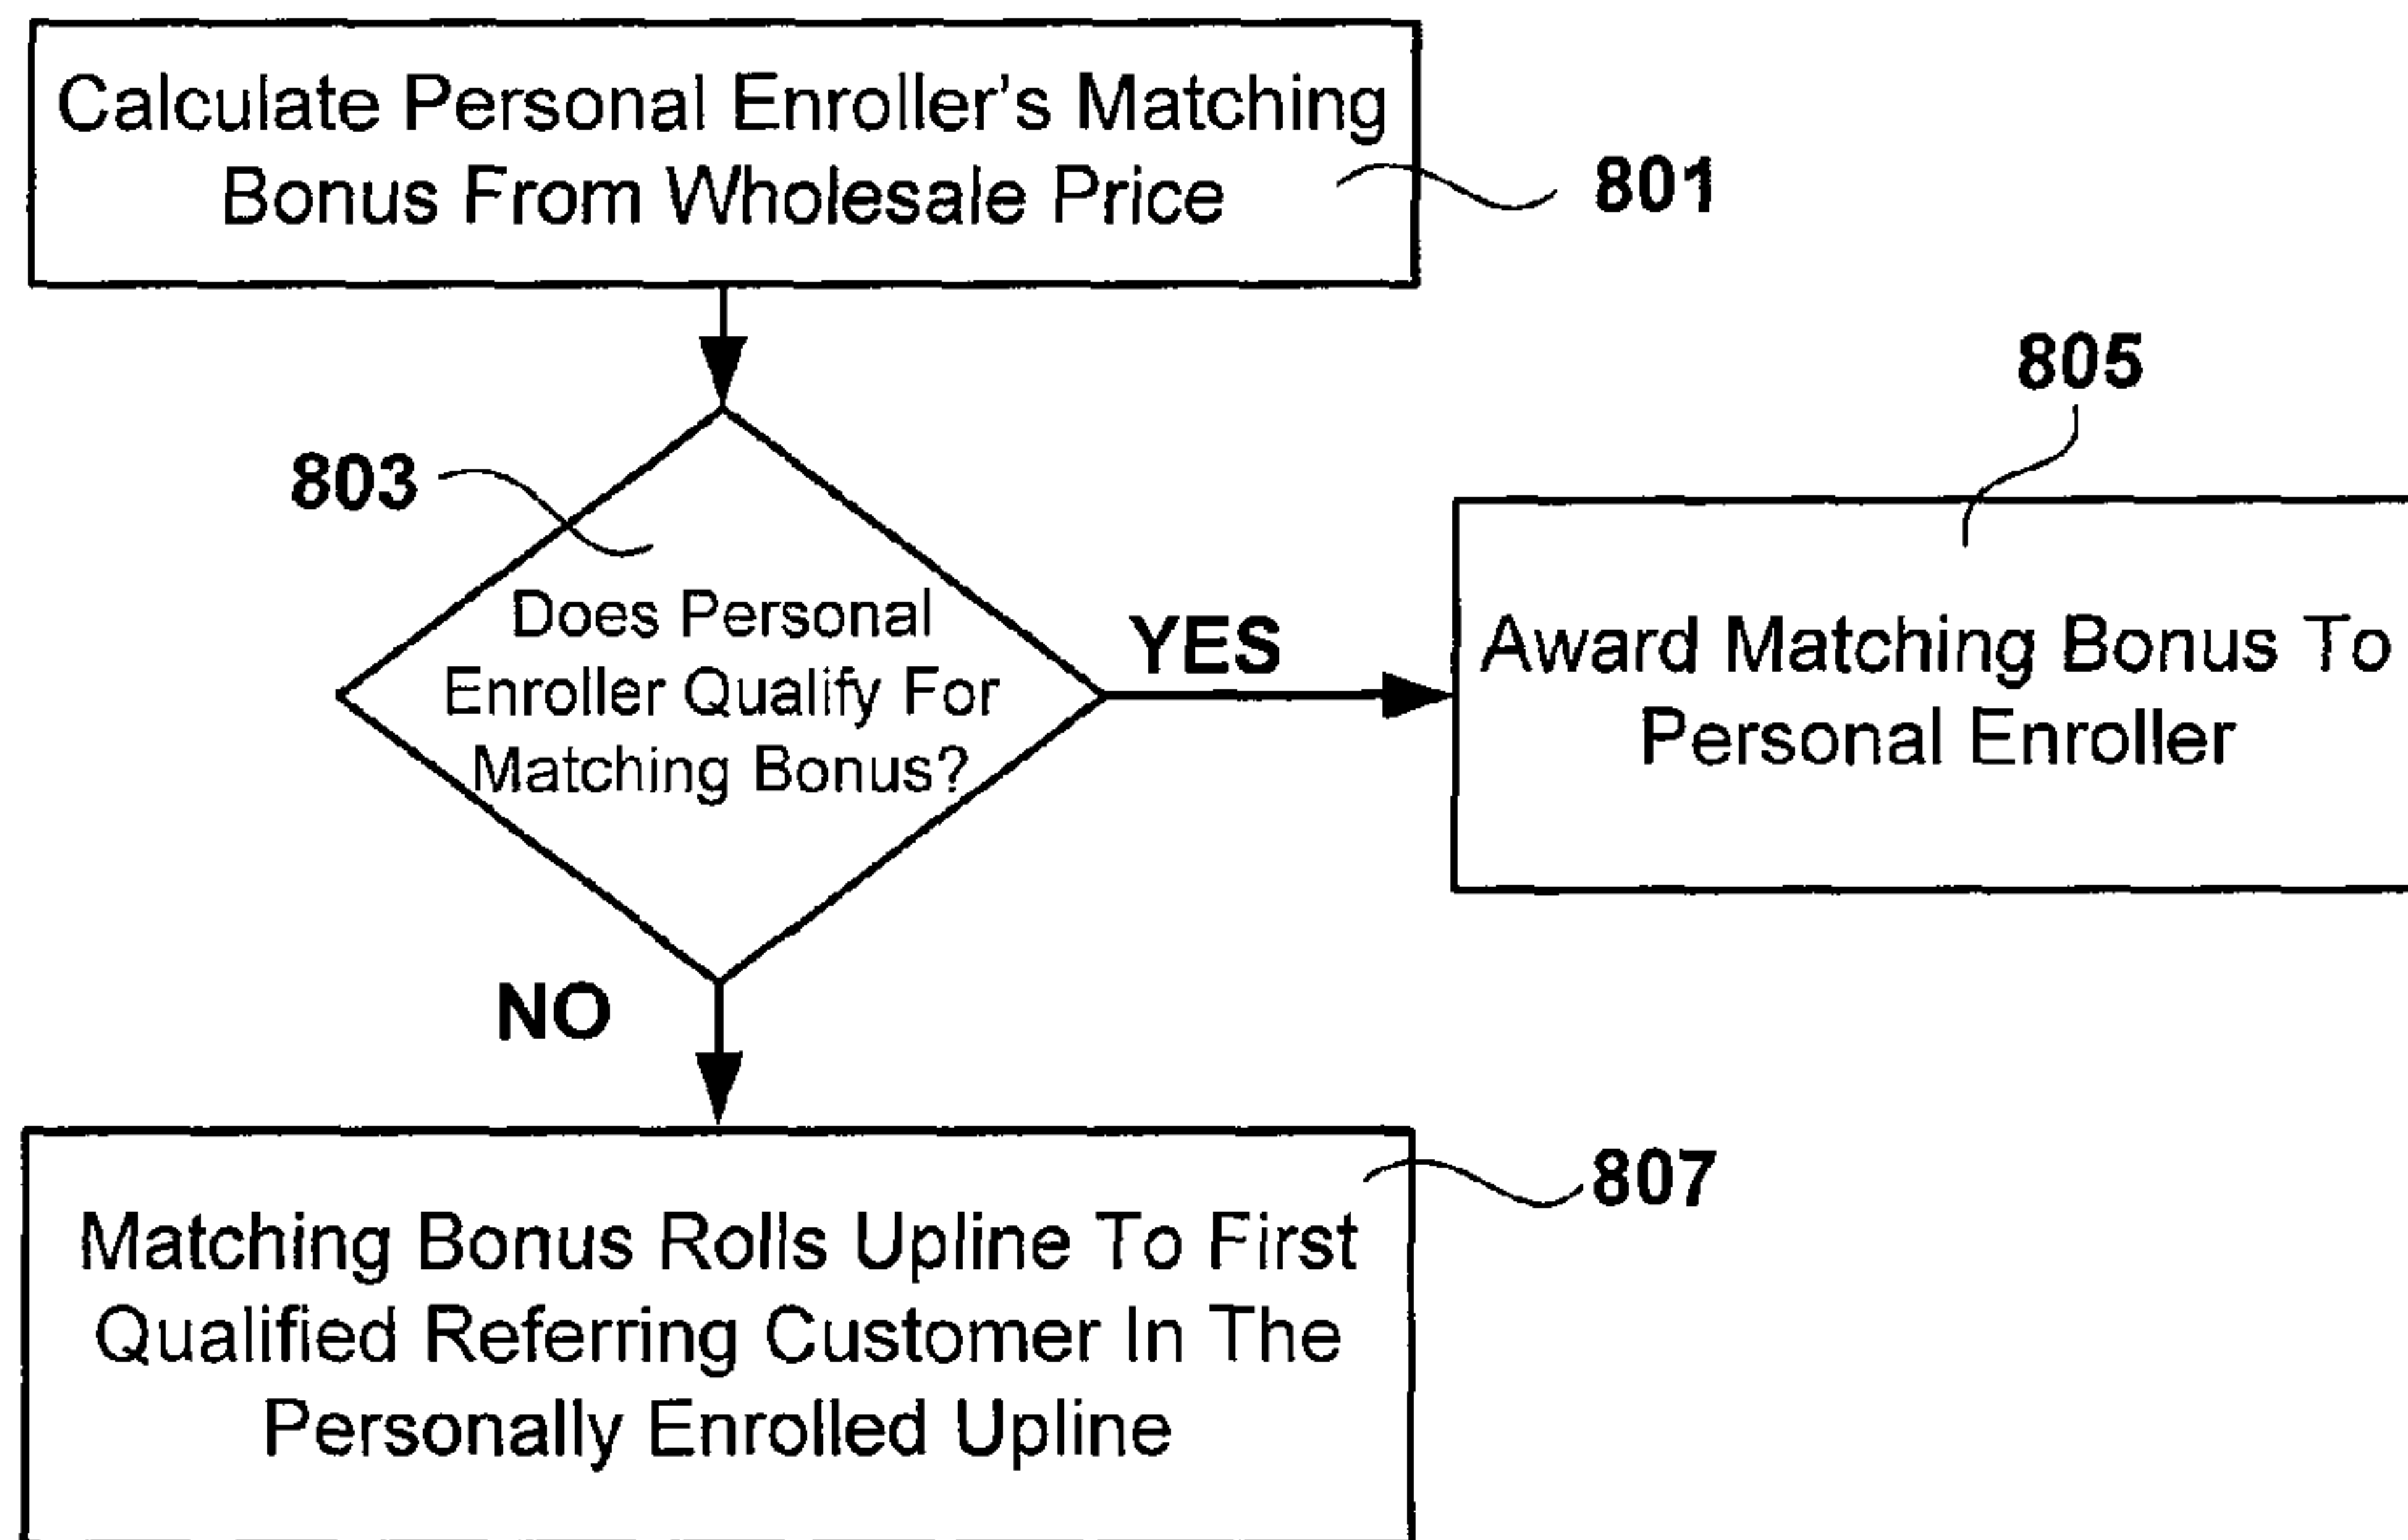 Calculate Personal Enroller's Matching
Bonus From Wholesale Price
801
805
803
Does Personal
Enroller Qualify For
Matching Bonus?
YES
Award Matching Bonus To
Personal Enroller
NO
807
Matching Bonus Rolls Upline To First
Qualified Referring Customer In The
Personally Enrolled Upline